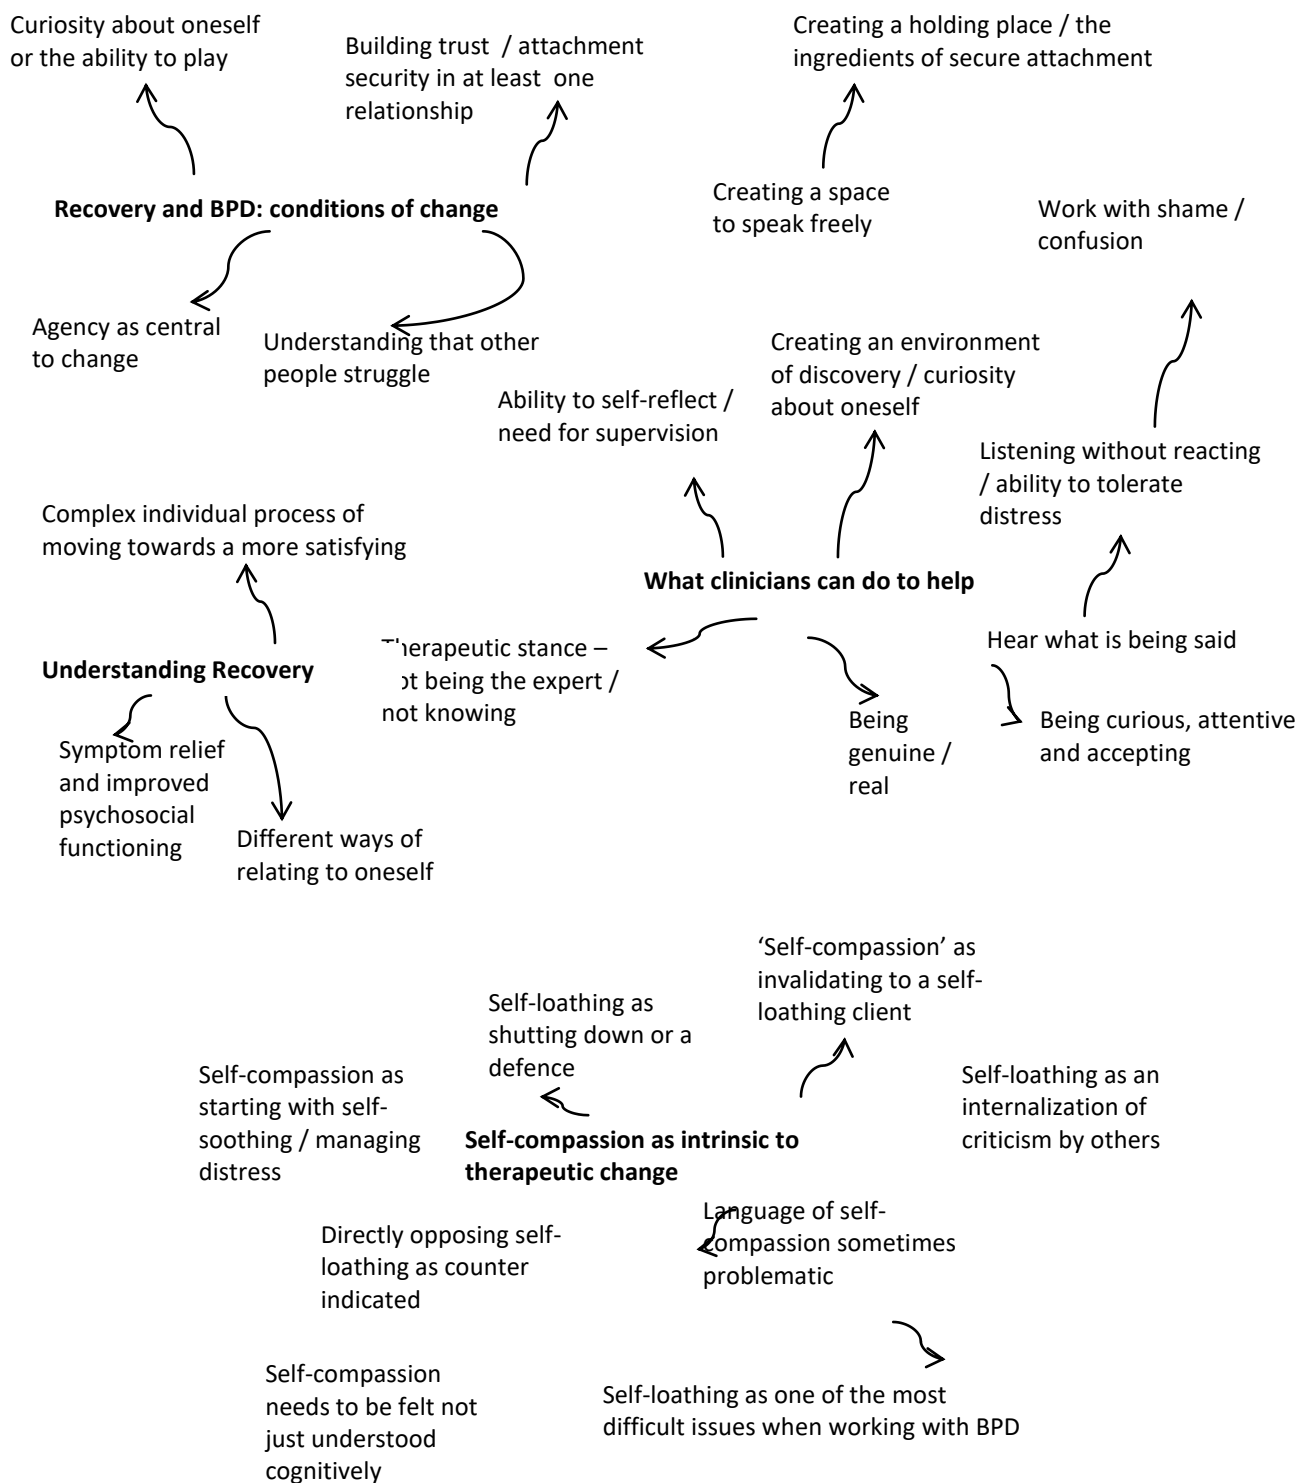 Curiosity about oneself
or the ability to play
Building trust / attachment
security in at least one
relationship
Creating a holding place / the
ingredients of secure attachment
Recovery and BPD: conditions of change
Creating a space
to speak freely
Work with shame /
confusion
Agency as central
to change
Understanding that other
people struggle
Creating an environment
of discovery / curiosity
about oneself
Ability to self-reflect /
need for supervision
Listening without reacting
/ ability to tolerate
distress
Complex individual process of
moving towards a more satisfying
What clinicians can do to help
Understanding Recovery
Therapeutic stance –
not being the expert /
not knowing
Hear what is being said
Being
genuine /
real
Being curious, attentive
and accepting
Symptom relief
and improved
psychosocial
functioning
Different ways of
relating to oneself
‘Self-compassion’ as
invalidating to a self-
loathing client
Self-loathing as
shutting down or a
defence
Self-compassion as
starting with self-
soothing / managing
distress
Self-loathing as an
internalization of
criticism by others
Self-compassion as intrinsic to
therapeutic change
Language of self-
compassion sometimes
problematic
Directly opposing self-
loathing as counter
indicated
Self-compassion
needs to be felt not
just understood
cognitively
Self-loathing as one of the most
difficult issues when working with BPD